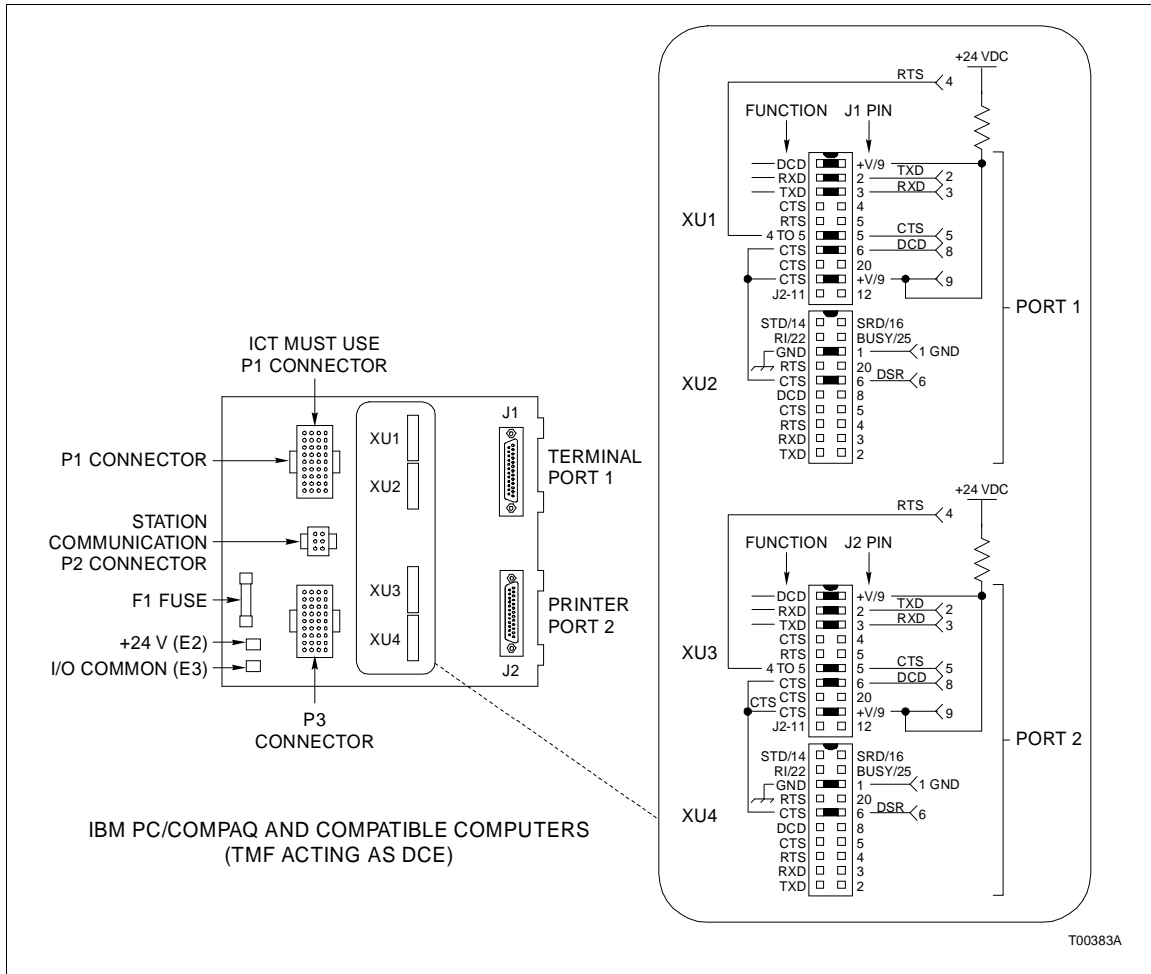 ICT MUST USE
P1 CONNECTOR
P1 CONNECTOR
STATION
COMMUNICATION
P2 CONNECTOR
F1 FUSE
+24 V (E2)
I/O COMMON (E3)
P3
CONNECTOR
XU1
XU2
XU3
XU4
J1
TERMINAL
PORT 1
PRINTER
PORT 2
J2
IBM PC/COMPAQ AND COMPATIBLE COMPUTERS
(TMF ACTING AS DCE)
+24 VDC
RTS 4
FUNCTION J1 PIN
DCD +V/9
RXD 2 TXD 2
TXD 3 RXD 3
CTS 4
RTS 5
XU1
4 TO 5 5 CTS 5
CTS 6 DCD 8
CTS 20
CTS +V/9 9
J2-11 12
PORT 1
STD/14 SRD/16
RI/22 BUSY/25
GND 1 1 GND
RTS 20
XU2
CTS 6 DSR 6
DCD 8
CTS 5
RTS 4
RXD 3
TXD 2
+24 VDC
RTS 4
FUNCTION J2 PIN
DCD +V/9
RXD 2 TXD 2
TXD 3 RXD 3
CTS 4
RTS 5
XU3
4 TO 5 5 CTS 5
CTS 6 DCD 8
CTS 20
CTS CTS +V/9 9
J2-11 12
PORT 2
STD/14 SRD/16
RI/22 BUSY/25
GND 1 1 GND
RTS 20
XU4
CTS 6 DSR 6
DCD 8
CTS 5
RTS 4
RXD 3
TXD 2
T00383A